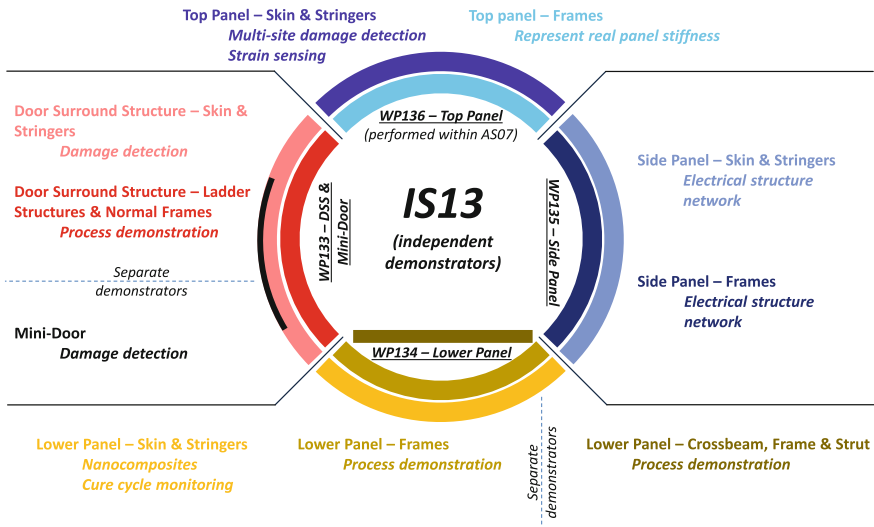 Top Panel – Skin & Stringers
Multi-site damage detection
Strain sensing
Top panel – Frames
Represent real panel stiffness
Door Surround Structure – Skin &
Stringers
Damage detection
Door Surround Structure – Ladder
Structures & Normal Frames
Process demonstration
Separate
demonstrators
Mini-Door
Damage detection
WP136 – Top Panel
(performed within AS07)
WP133 – DSS &
Mini-Door
IS13
(independent
demonstrators)
WP135 – Side Panel
WP134 – Lower Panel
Side Panel – Skin & Stringers
Electrical structure
network
Side Panel – Frames
Electrical structure
network
Lower Panel – Skin & Stringers
Nanocomposites
Cure cycle monitoring
Lower Panel – Frames
Process demonstration
Separate
demonstrators
Lower Panel – Crossbeam, Frame & Strut
Process demonstration